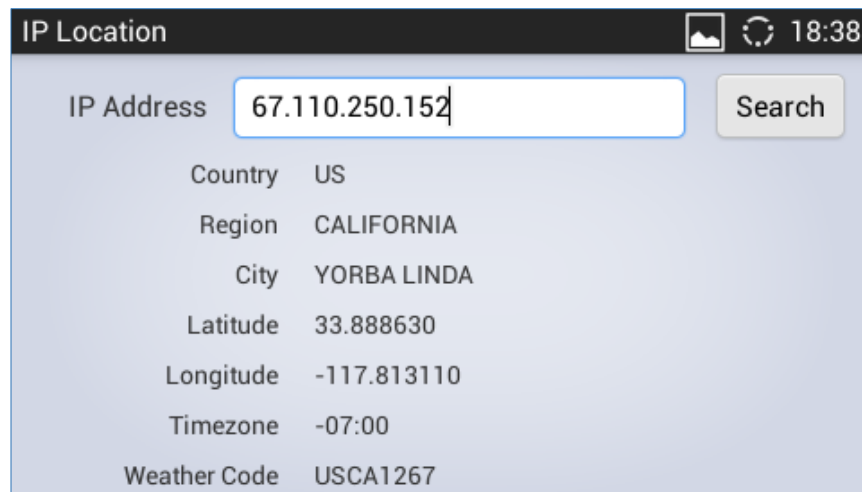 IP Location 18:38
IP Address 67.110.250.152 Search
Country US
Region CALIFORNIA
City YORBA LINDA
Latitude 33.888630
Longitude -117.813110
Timezone -07:00
Weather Code USCA1267